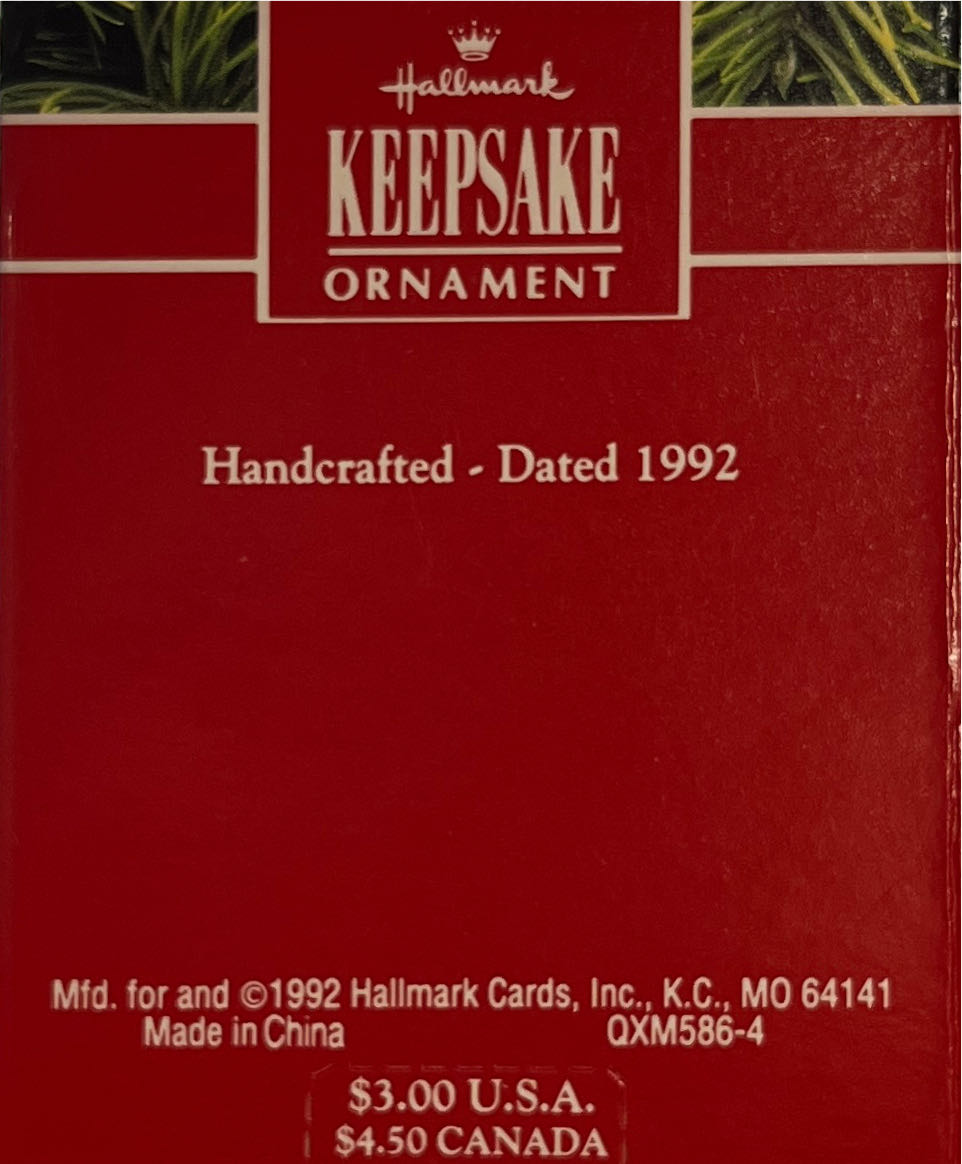 Hallmark
KEEPSAKE
ORNAMENT
Handcrafted - Dated 1992
Mfd. for and ©1992 Hallmark Cards, Inc., K.C., MO 64141
Made in China QXM586-4
$3.00 U.S.A.
$4.50 CANADA